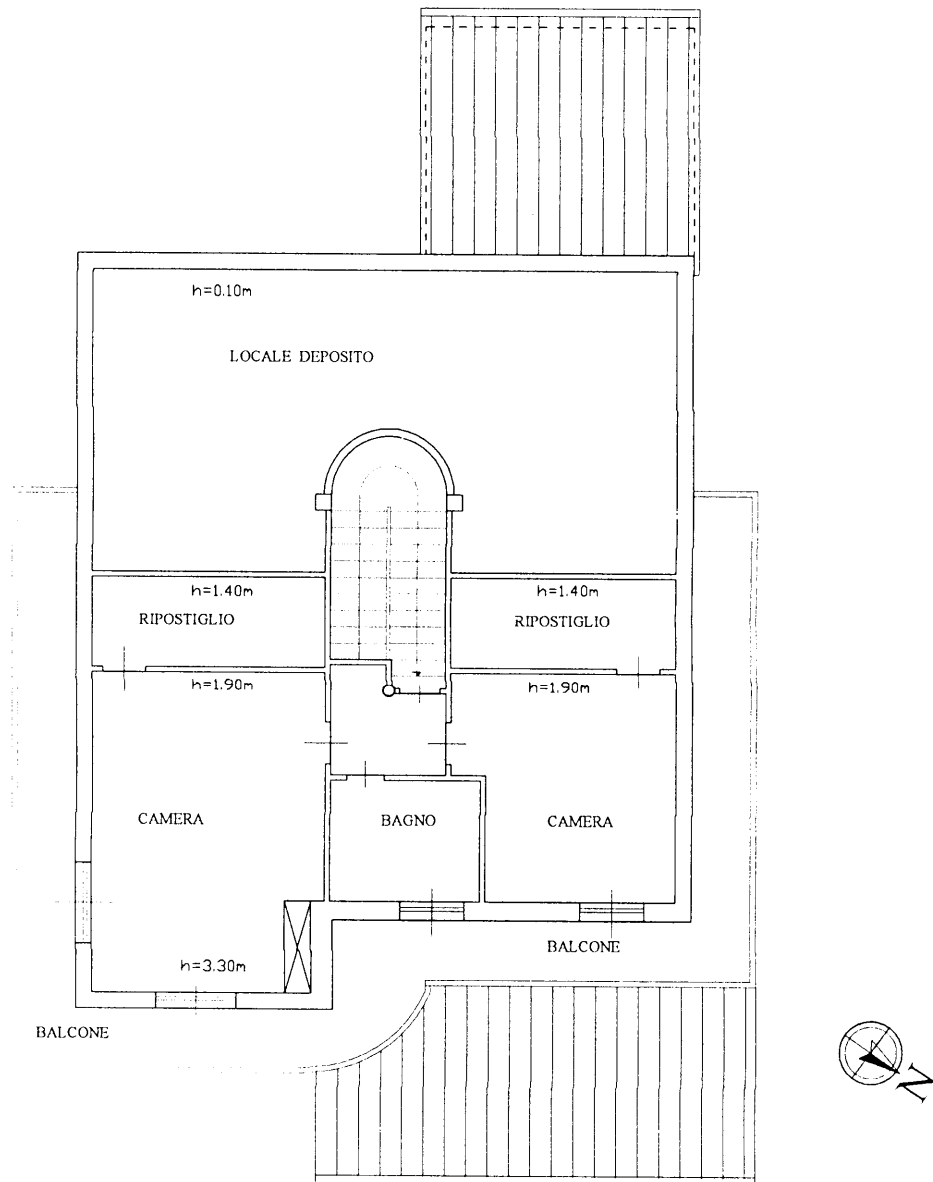 h=0.10m
LOCALE DEPOSITO
h=1.40m
RIPOSTIGLIO
h=1.40m
RIPOSTIGLIO
h=1.90m
h=1.90m
CAMERA
BAGNO
CAMERA
BALCONE
h=3.30m
BALCONE
N